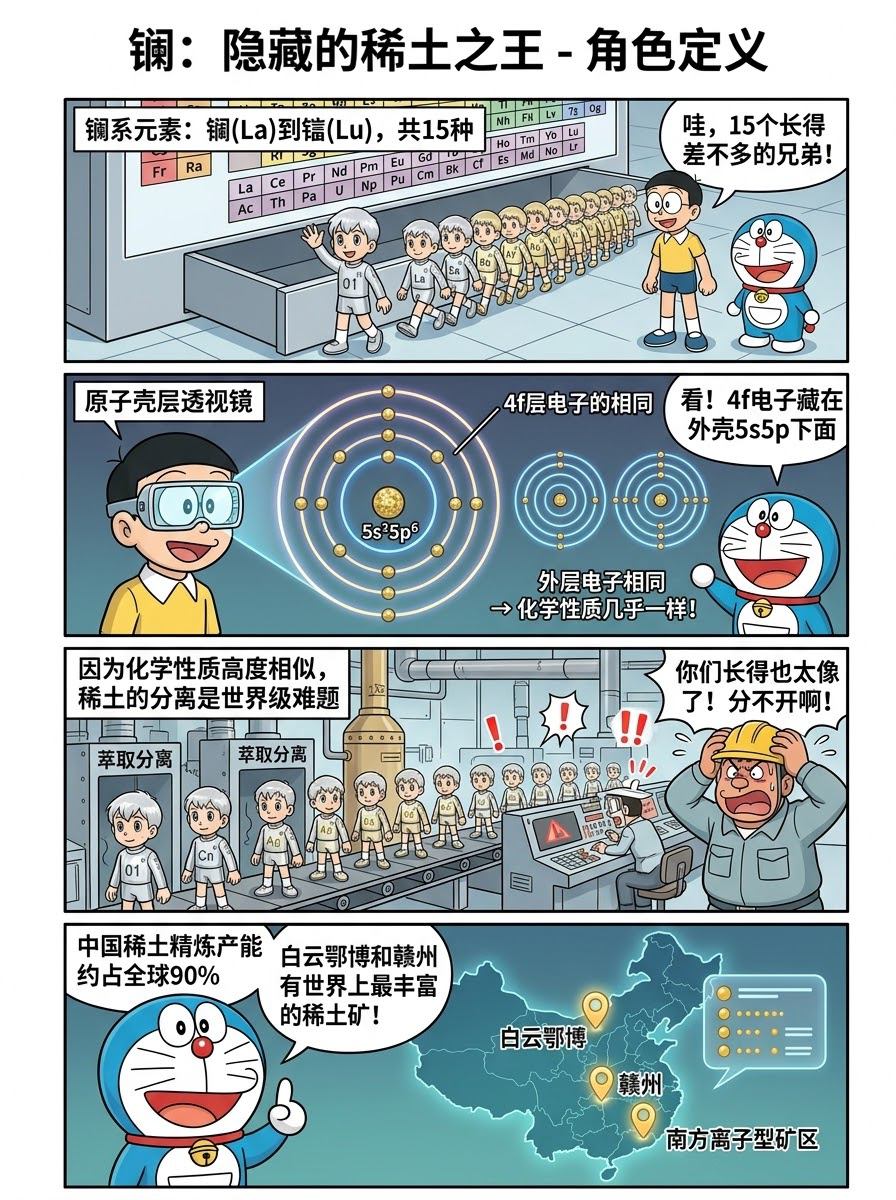 镧：隐藏的稀土之王 - 角色定义
镧系元素：镧(La)到镥(Lu)，共15种
哇，15个长得
差不多的兄弟！
Fr Ra
Rf
Tl
Lv Ts Og
Nh
La Ce Pr Nd Pm Eu Gd
Ho Tm Yo Lu
Ac Th Pa U Np Pu Cm Bk Cf Es Md No Lr
01
La
原子壳层透视镜
4f层电子的相同
看！4f电子藏在
外壳5s5p下面
5s²5p⁶
外层电子相同
→ 化学性质几乎一样！
因为化学性质高度相似，
稀土的分离是世界级难题
你们长得也太像
了！分不开啊！
!
!
!!
萃取分离
萃取分离
01
Cn
中国稀土精炼产能
约占全球90%
白云鄂博和赣州
有世界上最丰富
的稀土矿！
白云鄂博
赣州
南方离子型矿区